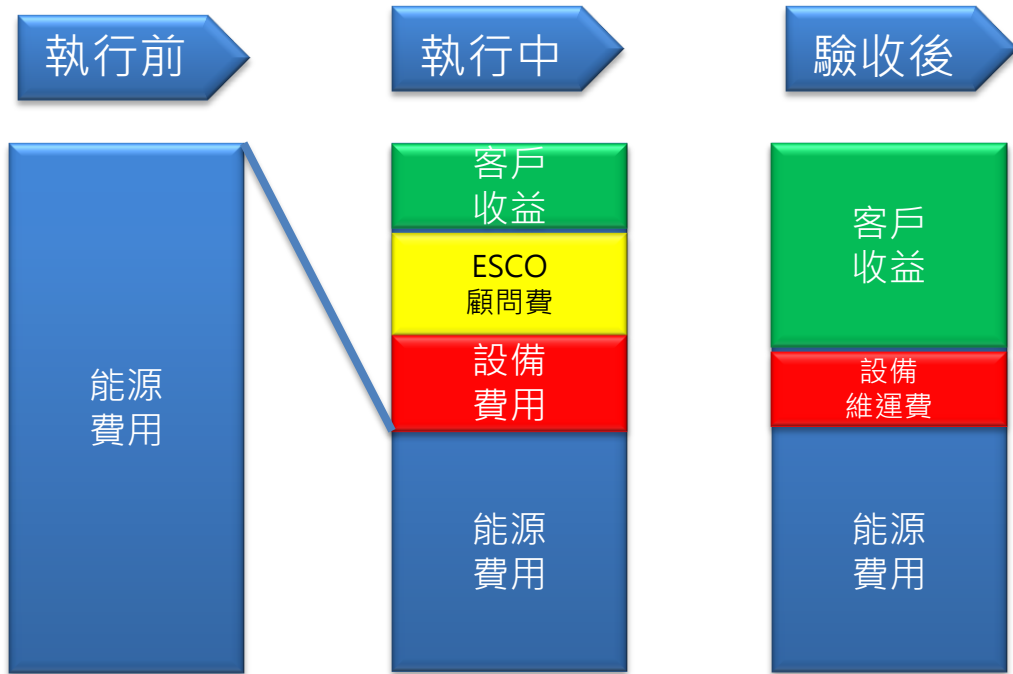 執行前
執行中
驗收後
能源
費用
客戶
收益
ESCO
顧問費
設備
費用
能源
費用
客戶
收益
設備
維運費
能源
費用